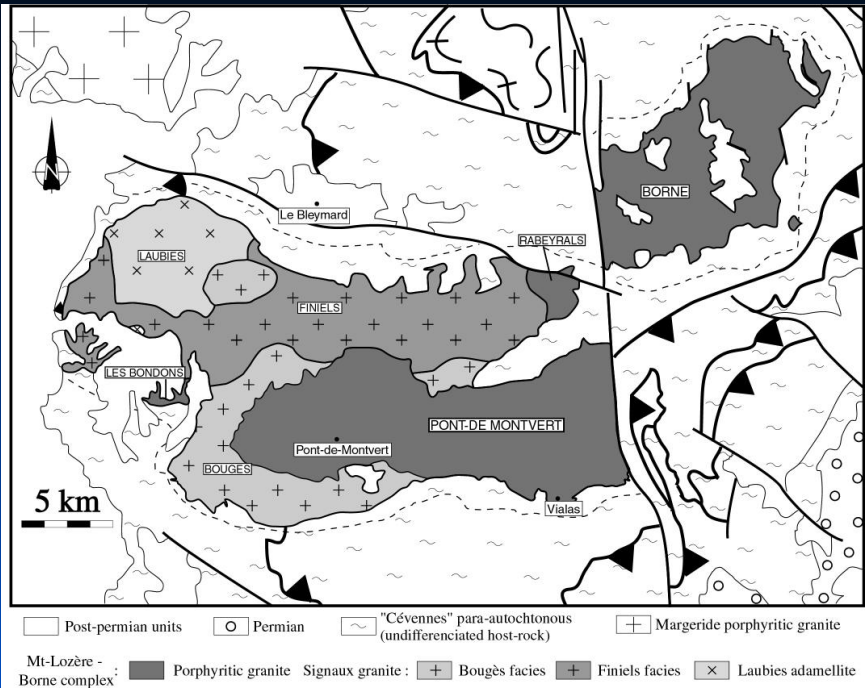 N
BORNE
Le Bleymard
RABEYRALS
LAUBIES
FINIELS
LES BONDONS
PONT-DE MONTVERT
Pont-de-Montvert
BOUGES
5 km
Vialas
Post-permian units
Permian
"Cévennes" para-autochtonous
(undifferenciated host-rock)
Margeride porphyritic granite
Mt-Lozère -
Borne complex :
Porphyritic granite
Signaux granite :
Bougès facies
Finiels facies
Laubies adamellite